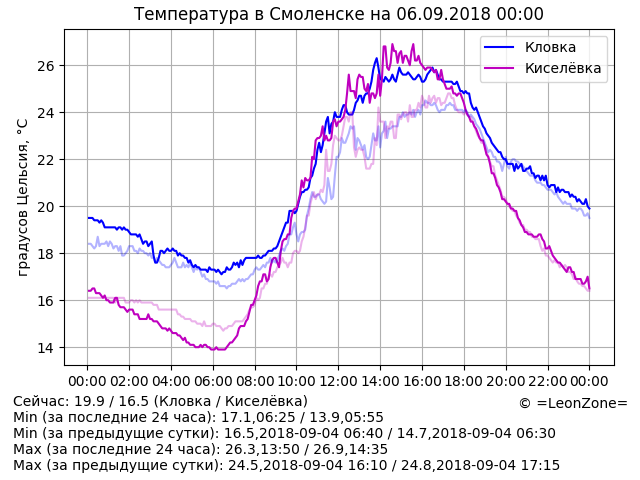 Температура в Смоленске на 06.09.2018 00:00
градусов Цельсия, °C
26
24
22
20
18
16
14
Кловка
Киселёвка
00:00 02:00 04:00 06:00 08:00 10:00 12:00 14:00 16:00 18:00 20:00 22:00 00:00
Сейчас: 19.9 / 16.5 (Кловка / Киселёвка)
© =LeonZone=
Min (за последние 24 часа): 17.1,06:25 / 13.9,05:55
Min (за предыдущие сутки): 16.5,2018-09-04 06:40 / 14.7,2018-09-04 06:30
Max (за последние 24 часа): 26.3,13:50 / 26.9,14:35
Max (за предыдущие сутки): 24.5,2018-09-04 16:10 / 24.8,2018-09-04 17:15